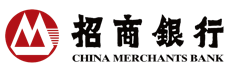 招商銀行
CHINA MERCHANTS BANK